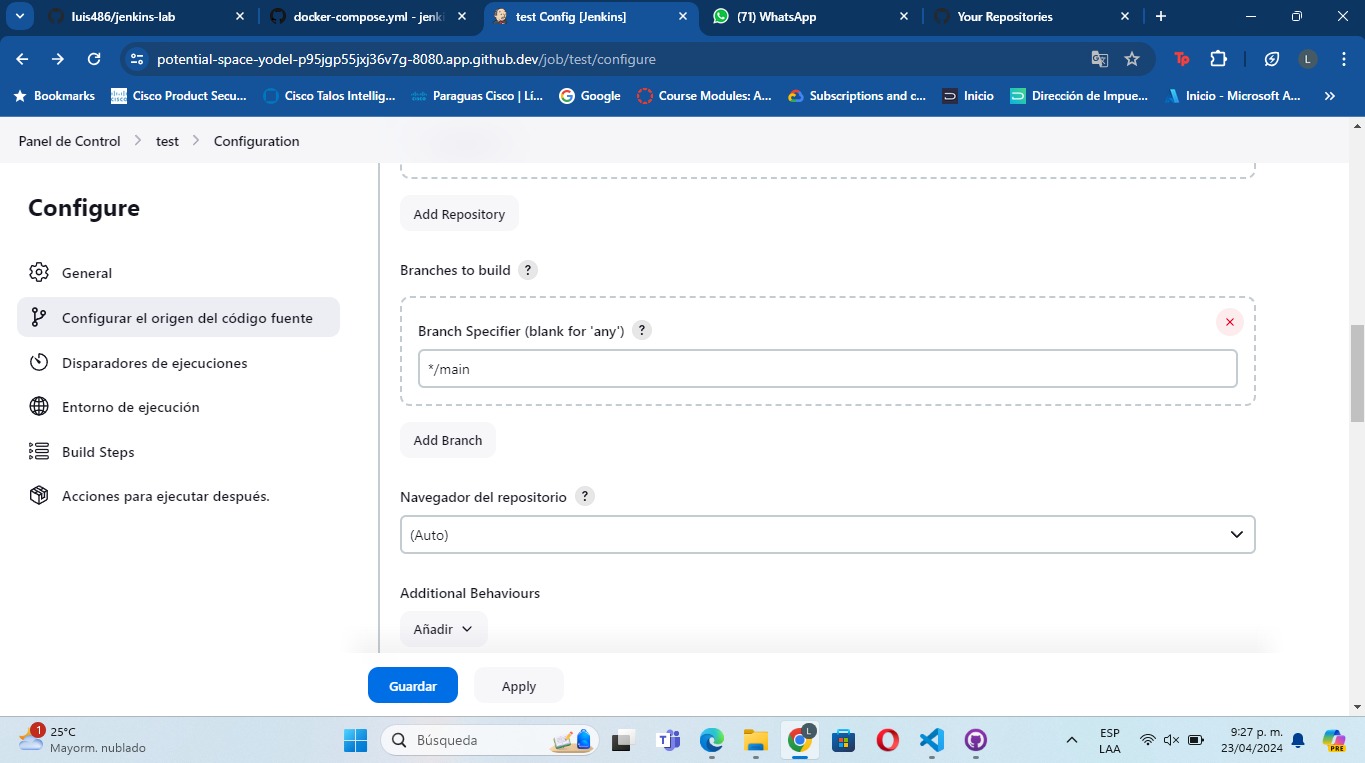 luis486/jenkins-lab
docker-compose.yml - jenki
test Config [Jenkins]
(71) WhatsApp
Your Repositories
potential-space-yodel-p95jgp55jxj36v7g-8080.app.github.dev/job/test/configure
Tp
L
Bookmarks
Cisco Product Secu...
Cisco Talos Intellig...
Paraguas Cisco | Lí...
Google
Course Modules: A...
Subscriptions and c...
Inicio
Dirección de Impue...
Inicio - Microsoft A...
Panel de Control
test
Configuration
Configure
General
Configurar el origen del código fuente
Disparadores de ejecuciones
Entorno de ejecución
Build Steps
Acciones para ejecutar después.
Add Repository
Branches to build ?
Branch Specifier (blank for 'any') ?
*/main
Add Branch
Navegador del repositorio ?
(Auto)
Additional Behaviours
Añadir
Guardar
Apply
1
25°C
Mayorm. nublado
Búsqueda
L
ESP
LAA
9:27 p. m.
23/04/2024
PRE